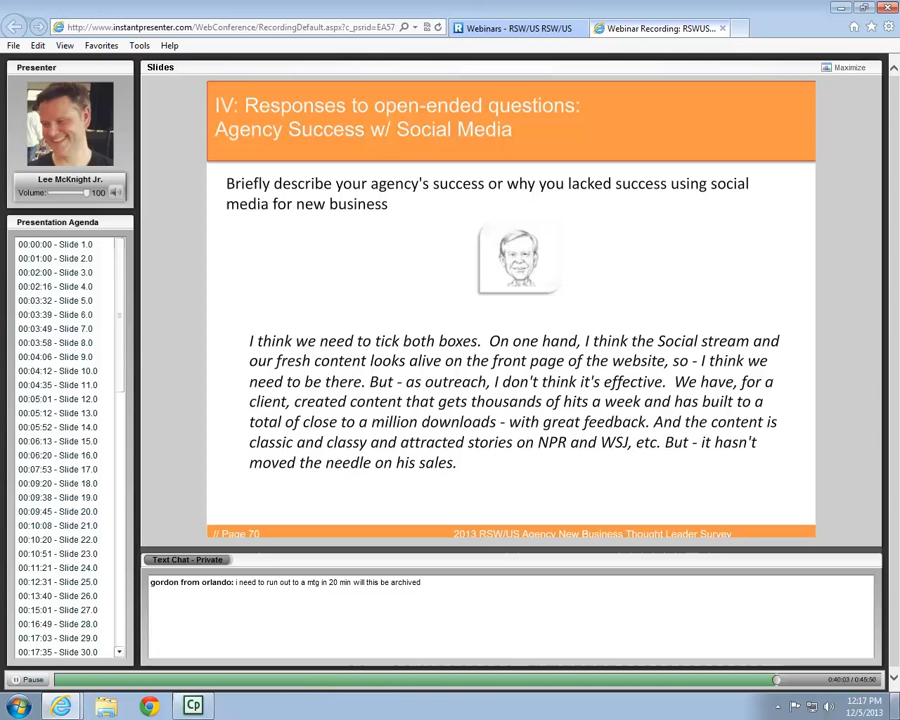 http://www.instantpresenter.com/WebConference/RecordingDefault.aspx?c_psrid=EA57
Webinars - RSW/US RSW/US
Webinar Recording: RSWUS...
File Edit View Favorites Tools Help
Presenter
Lee McKnight Jr.
Volume: 100
Presentation Agenda
00:00:00 - Slide 1.0
00:01:00 - Slide 2.0
00:02:00 - Slide 3.0
00:02:16 - Slide 4.0
00:03:32 - Slide 5.0
00:03:39 - Slide 6.0
00:03:49 - Slide 7.0
00:03:58 - Slide 8.0
00:04:06 - Slide 9.0
00:04:12 - Slide 10.0
00:04:35 - Slide 11.0
00:05:01 - Slide 12.0
00:05:12 - Slide 13.0
00:05:52 - Slide 14.0
00:06:13 - Slide 15.0
00:06:20 - Slide 16.0
00:07:53 - Slide 17.0
00:09:28 - Slide 18.0
00:09:38 - Slide 19.0
00:09:45 - Slide 20.0
00:10:08 - Slide 21.0
00:10:20 - Slide 22.0
00:10:51 - Slide 23.0
00:11:21 - Slide 24.0
00:12:31 - Slide 25.0
00:13:40 - Slide 26.0
00:15:01 - Slide 27.0
00:16:49 - Slide 28.0
00:17:03 - Slide 29.0
00:17:35 - Slide 30.0
Slides
Maximize
IV: Responses to open-ended questions:
Agency Success w/ Social Media
Briefly describe your agency's success or why you lacked success using social
media for new business
I think we need to tick both boxes. On one hand, I think the Social stream and
our fresh content looks alive on the front page of the website, so - I think we
need to be there. But - as outreach, I don't think it's effective. We have, for a
client, created content that gets thousands of hits a week and has built to a
total of close to a million downloads - with great feedback. And the content is
classic and classy and attracted stories on NPR and WSJ, etc. But - it hasn't
moved the needle on his sales.
// Page 70
2013 RSW/US Agency New Business Thought Leader Survey
Text Chat - Private
gordon from orlando: i need to run out to a mtg in 20 min will this be archived
Pause
0:40:03 / 0:45:50
Cp
12:17 PM
12/5/2013